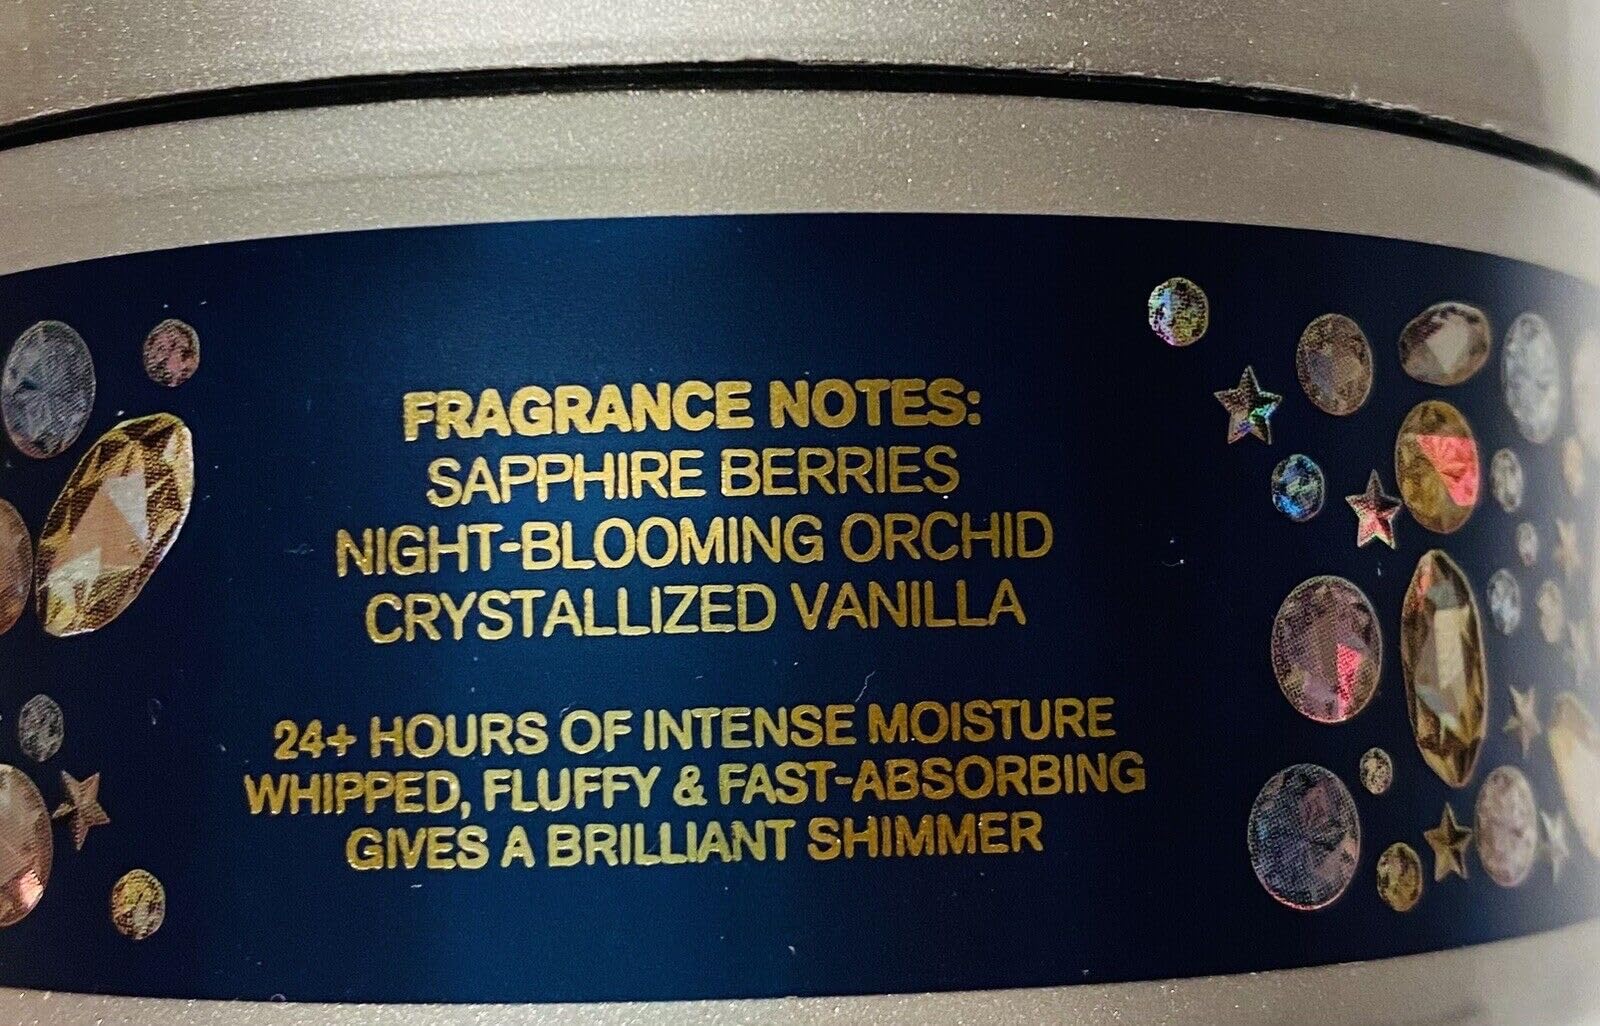 FRAGRANCE NOTES:
SAPPHIRE BERRIES
NIGHT-BLOOMING ORCHID
CRYSTALLIZED VANILLA
24+ HOURS OF INTENSE MOISTURE
WHIPPED, FLUFFY & FAST-ABSORBING
GIVES A BRILLIANT SHIMMER